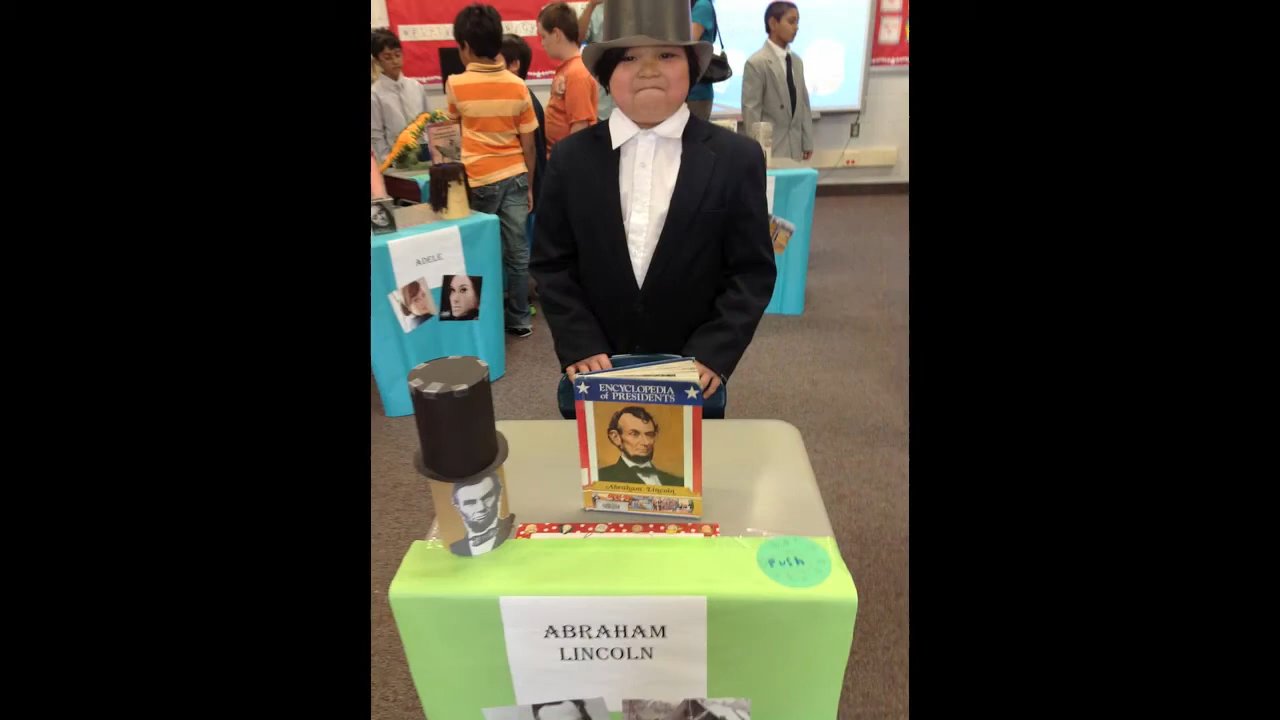 ADELE
ENCYCLOPEDIA
of PRESIDENTS
Abraham Lincoln
Push
ABRAHAM
LINCOLN